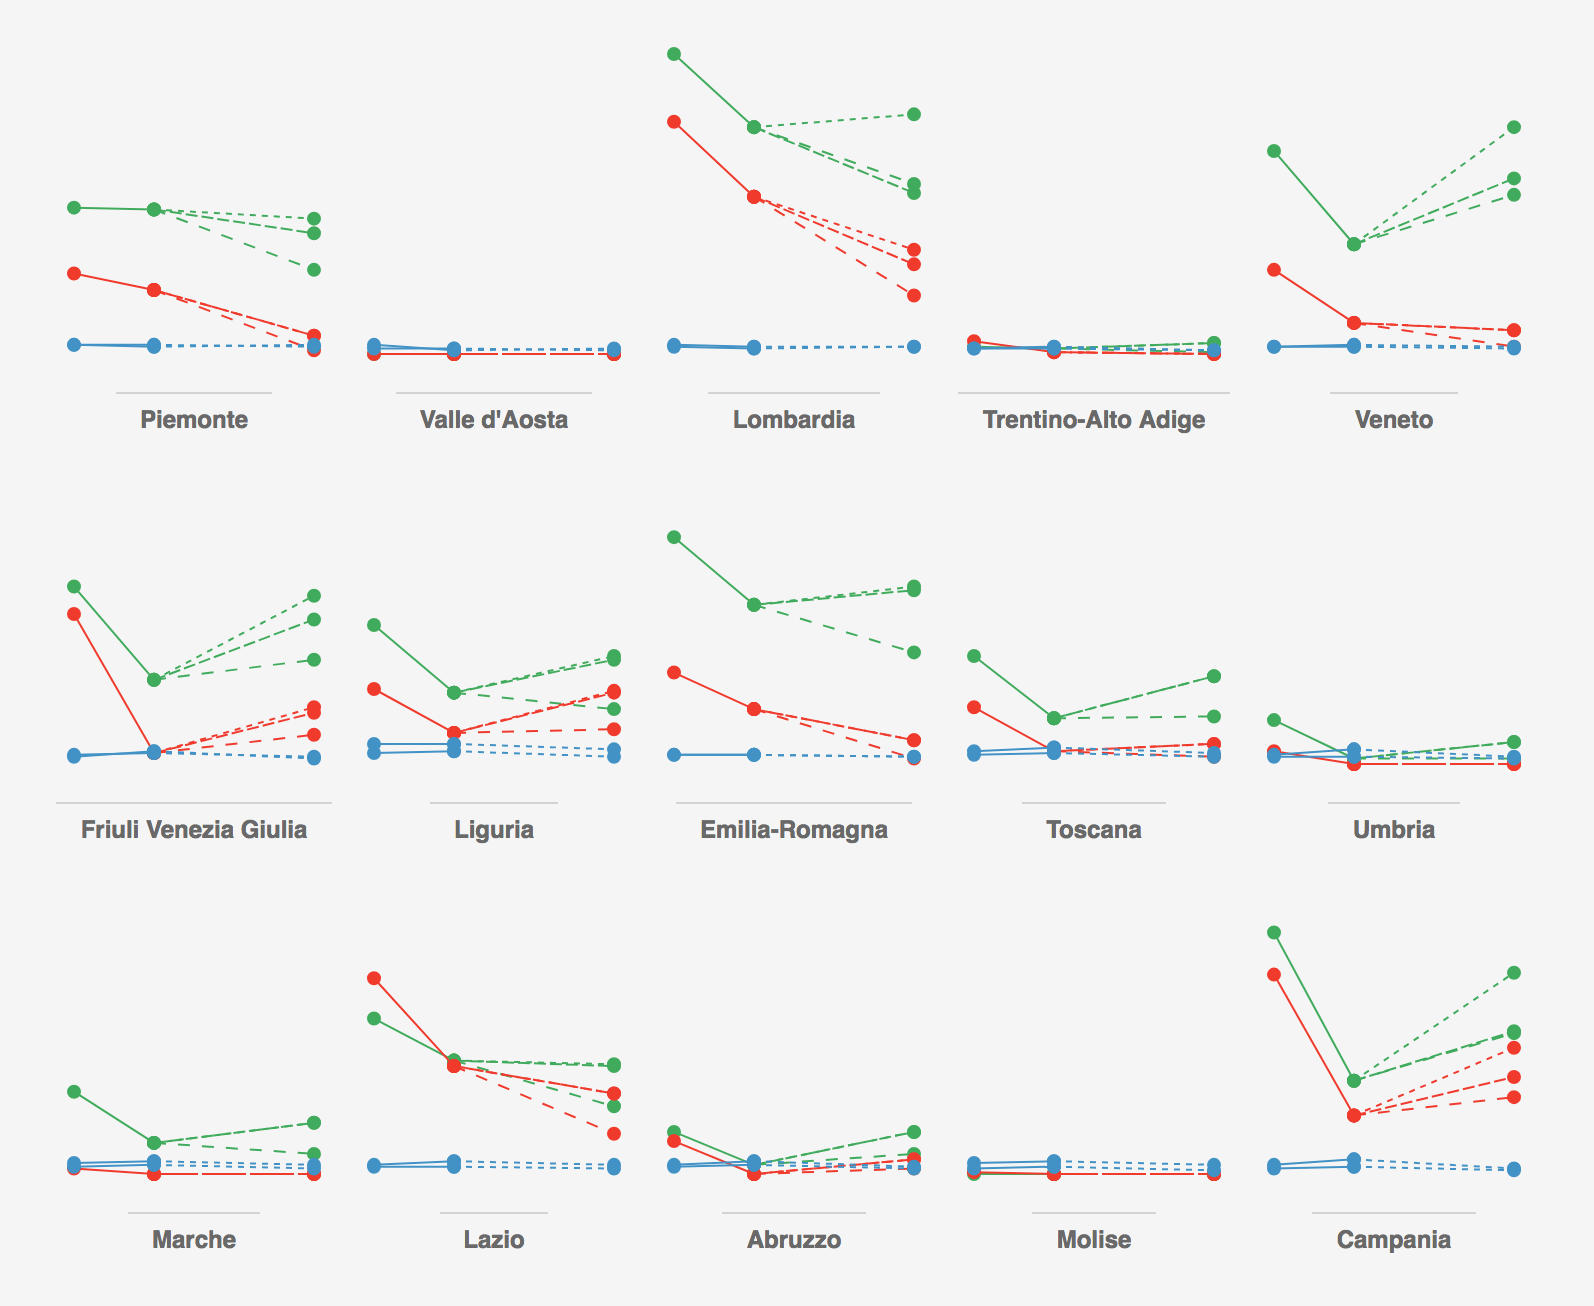 Piemonte
Valle d'Aosta
Lombardia
Trentino-Alto Adige
Veneto
Friuli Venezia Giulia
Liguria
Emilia-Romagna
Toscana
Umbria
Marche
Lazio
Abruzzo
Molise
Campania